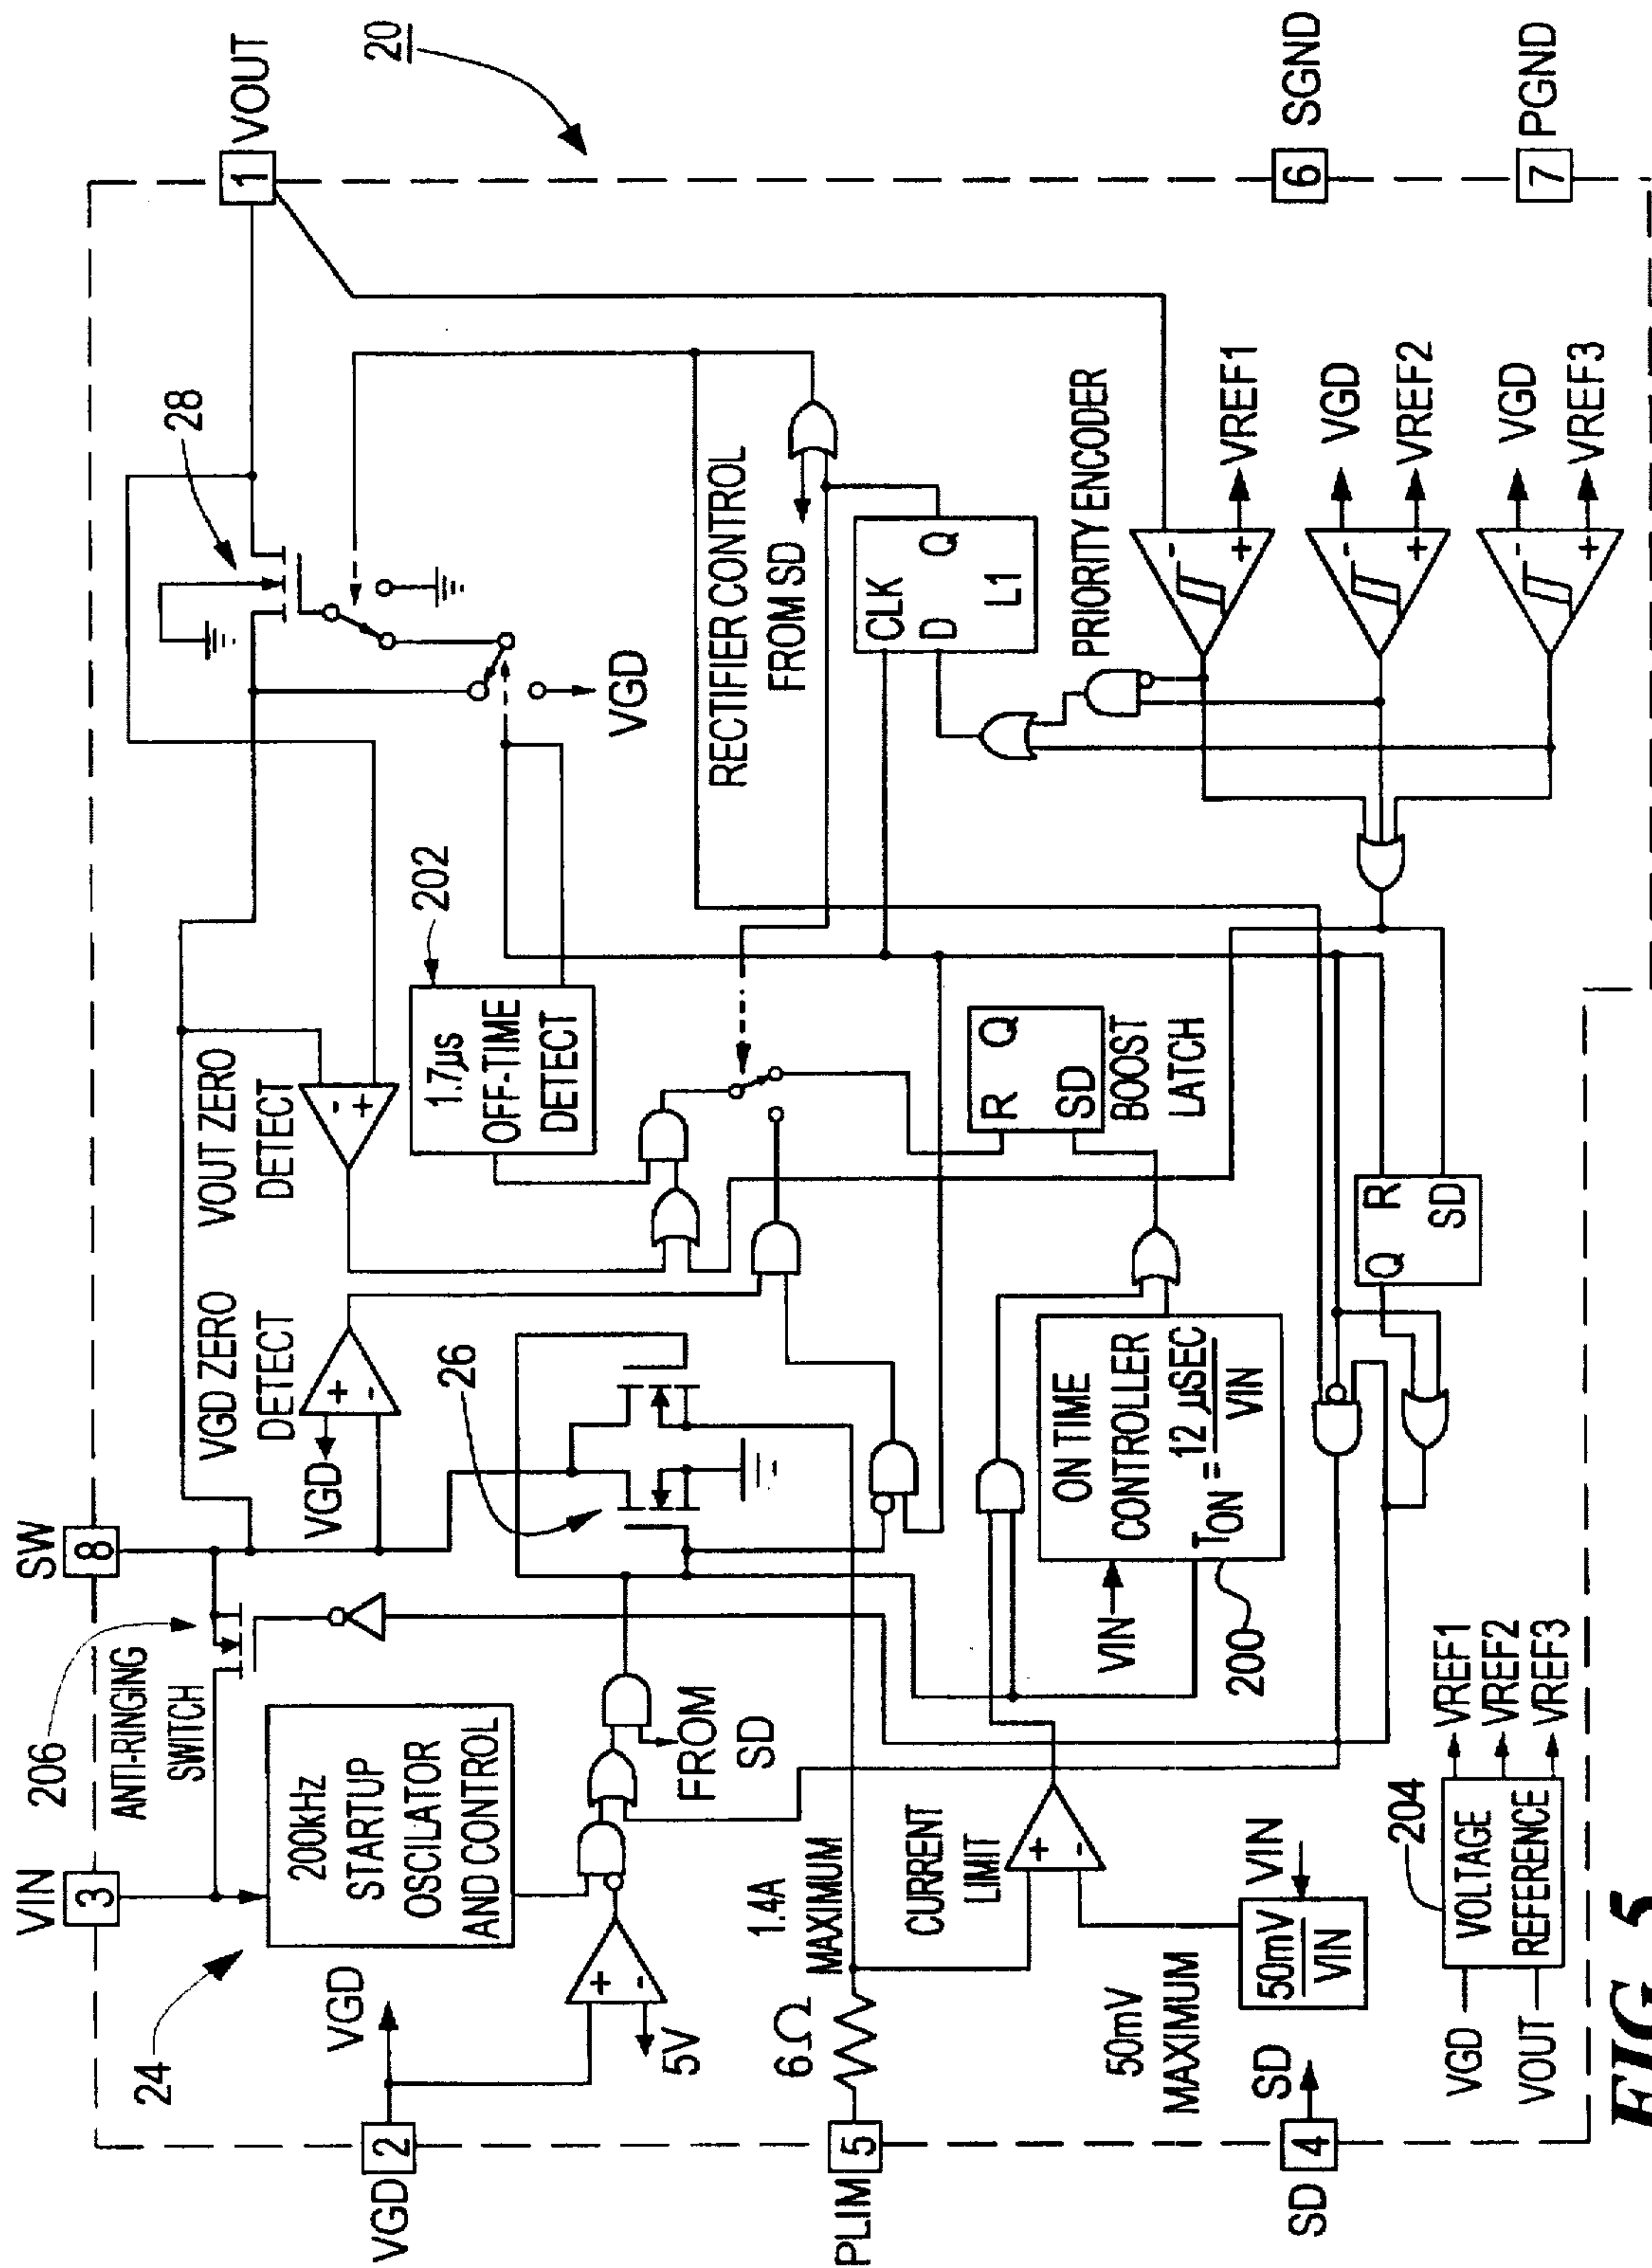 VIN
3
SW
8
VOUT
1
20
206
ANTI-RINGING
SWITCH
24
200kHz
STARTUP
OSCILATOR
AND CONTROL
VGD
VGD
2
+
-
5V
FROM
SD
VGD ZERO
DETECT
VGD
+
-
VOUT ZERO
DETECT
-
+
26
28
202
1.7µs
OFF-TIME
DETECT
VGD
RECTIFIER CONTROL
FROM SD
PLIM
5
6Ω
1.4A
MAXIMUM
CURRENT
LIMIT
+
-
50mV
MAXIMUM
50mV
VIN
VIN
ON TIME
CONTROLLER
TON = 12 µSEC
VIN
VIN
200
R
Q
SD
BOOST
LATCH
CLK
D
Q
L1
PRIORITY ENCODER
-
+
VREF1
-
+
VGD
VREF2
-
+
VGD
VREF3
Q
R
SD
SD
4
SD
204
VGD
VOUT
VOLTAGE
REFERENCE
VREF1
VREF2
VREF3
6
SGND
7
PGND
FIG. 5